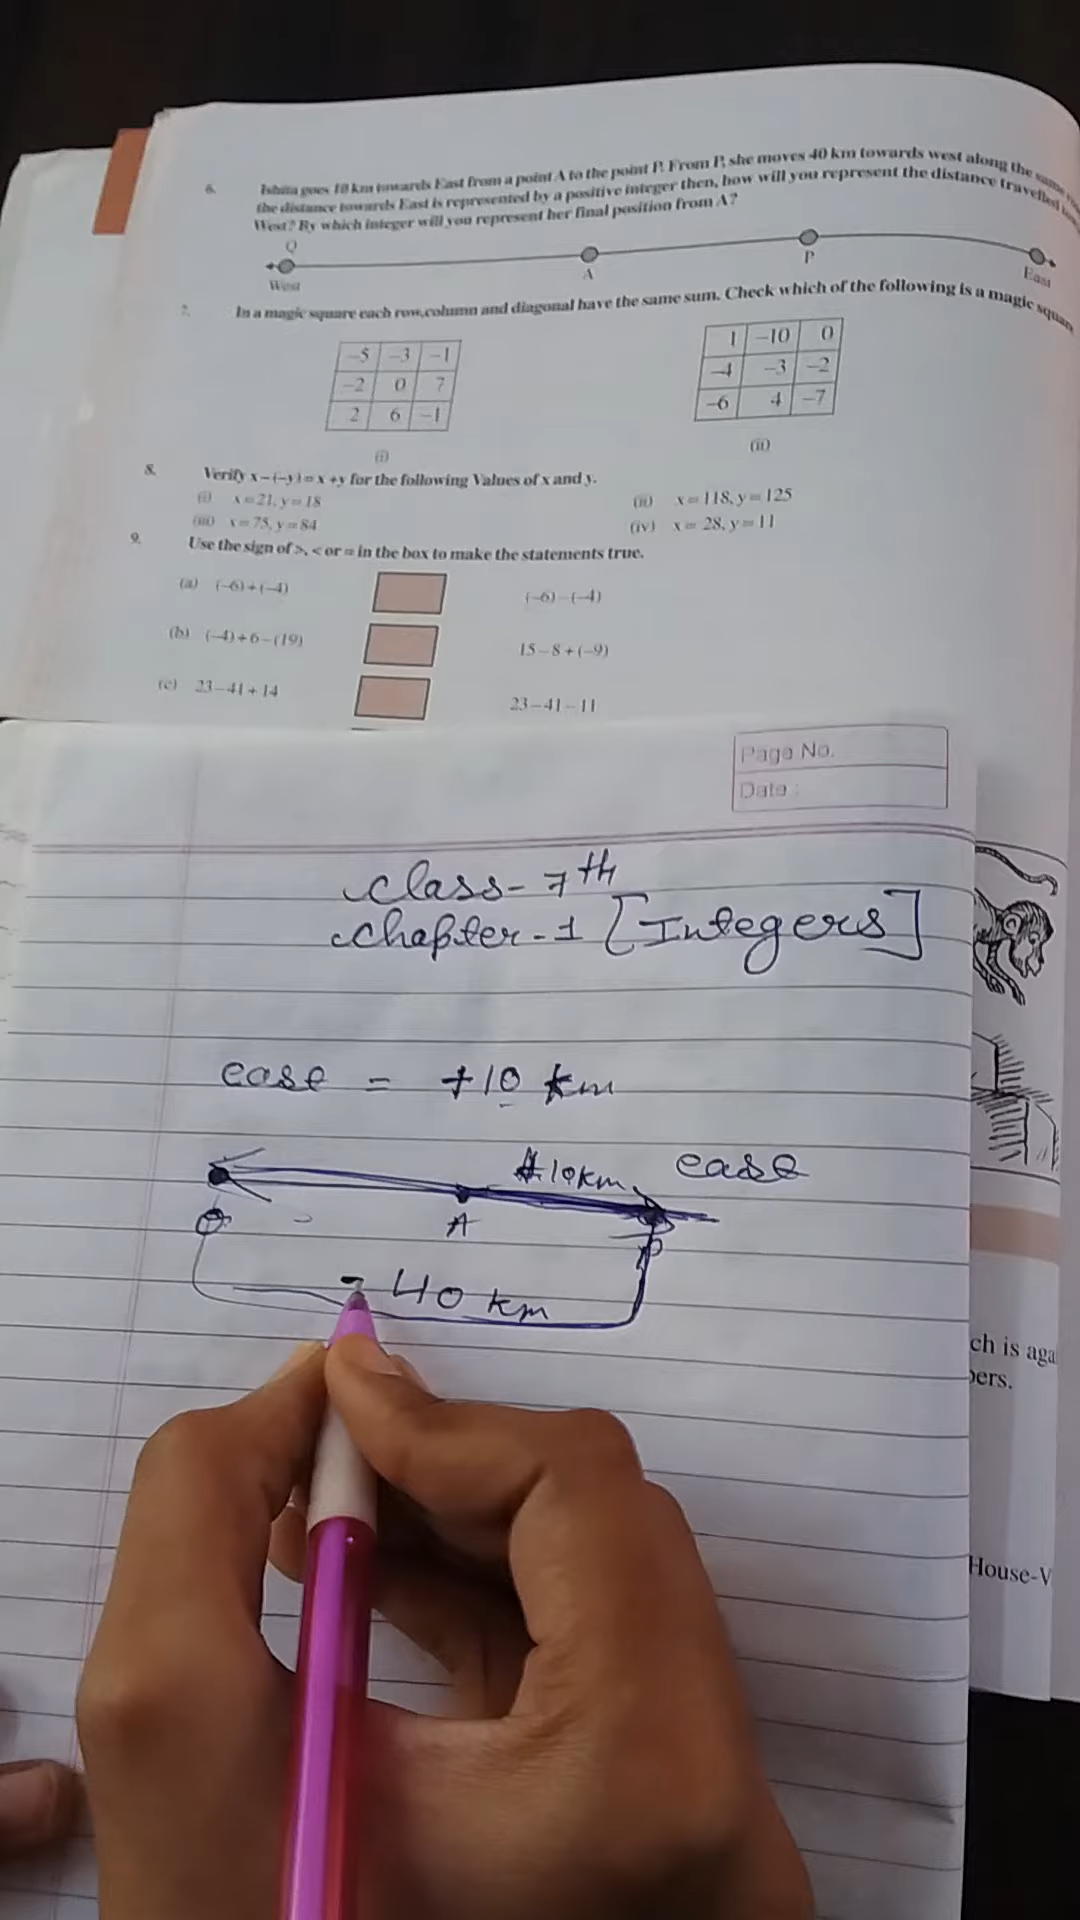 6. Ishita goes 10 km towards East from a point A to the point P. From P, she moves 40 km towards west along the same
the distance towards East is represented by a positive integer then, how will you represent the distance travelled
West? By which integer will you represent her final position from A?
Q
A
P
West
East
7. In a magic square each row,column and diagonal have the same sum. Check which of the following is a magic square
-5 -3 -1
-2 0 7
2 6 -1
(i)
1 -10 0
-4 -3 -2
-6 4 -7
(ii)
8. Verify x-(-y)=x+y for the following Values of x and y.
(i) x=21, y=18
(ii) x=118, y=125
(iii) x=75, y=84
(iv) x=28, y=11
9. Use the sign of >, < or = in the box to make the statements true.
(a) (-6)+(-4) (-6)-(-4)
(b) (-4)+6-(19) 15-8+(-9)
(c) 23-41+14 23-41-11
Page No.
Date :
Class-7th
Chapter-1 [Integers]
east = +10 km
10km east
A
P
-40 km
ch is aga
bers.
House-V